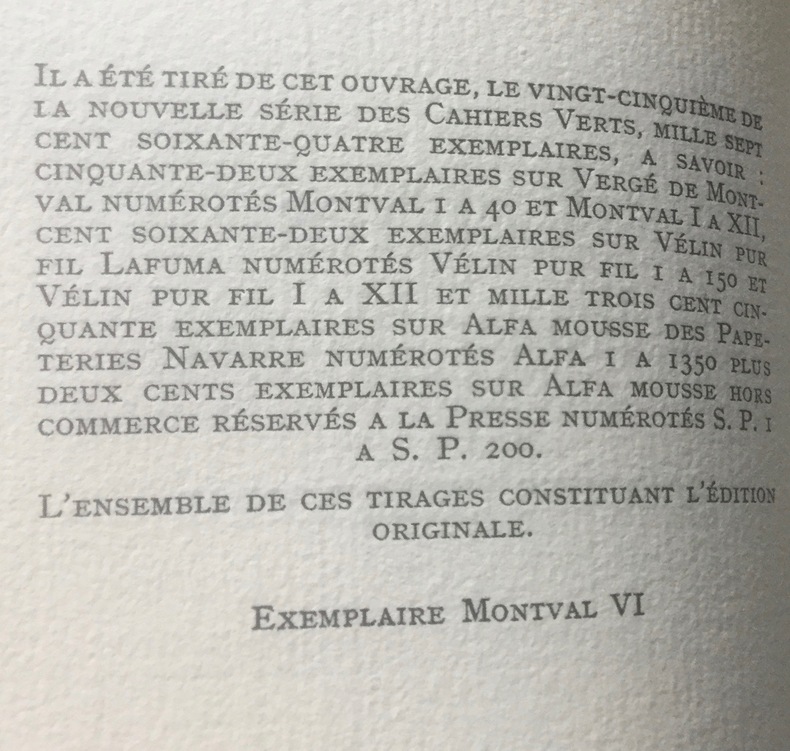 Il a été tiré de cet ouvrage, le vingt-cinquième de
la nouvelle série des Cahiers Verts, mille sept
cent soixante-quatre exemplaires, a savoir :
cinquante-deux exemplaires sur Vergé de Mont-
val numérotés Montval 1 a 40 et Montval I a XII,
cent soixante-deux exemplaires sur Vélin pur
fil Lafuma numérotés Vélin pur fil 1 a 150 et
Vélin pur fil I a XII et mille trois cent cin-
quante exemplaires sur Alfa mousse des Pape-
teries Navarre numérotés Alfa 1 a 1350 plus
deux cents exemplaires sur Alfa mousse hors
commerce réservés a la Presse numérotés S. P. 1
a S. P. 200.
L'ensemble de ces tirages constituant l'édition
originale.
Exemplaire Montval VI